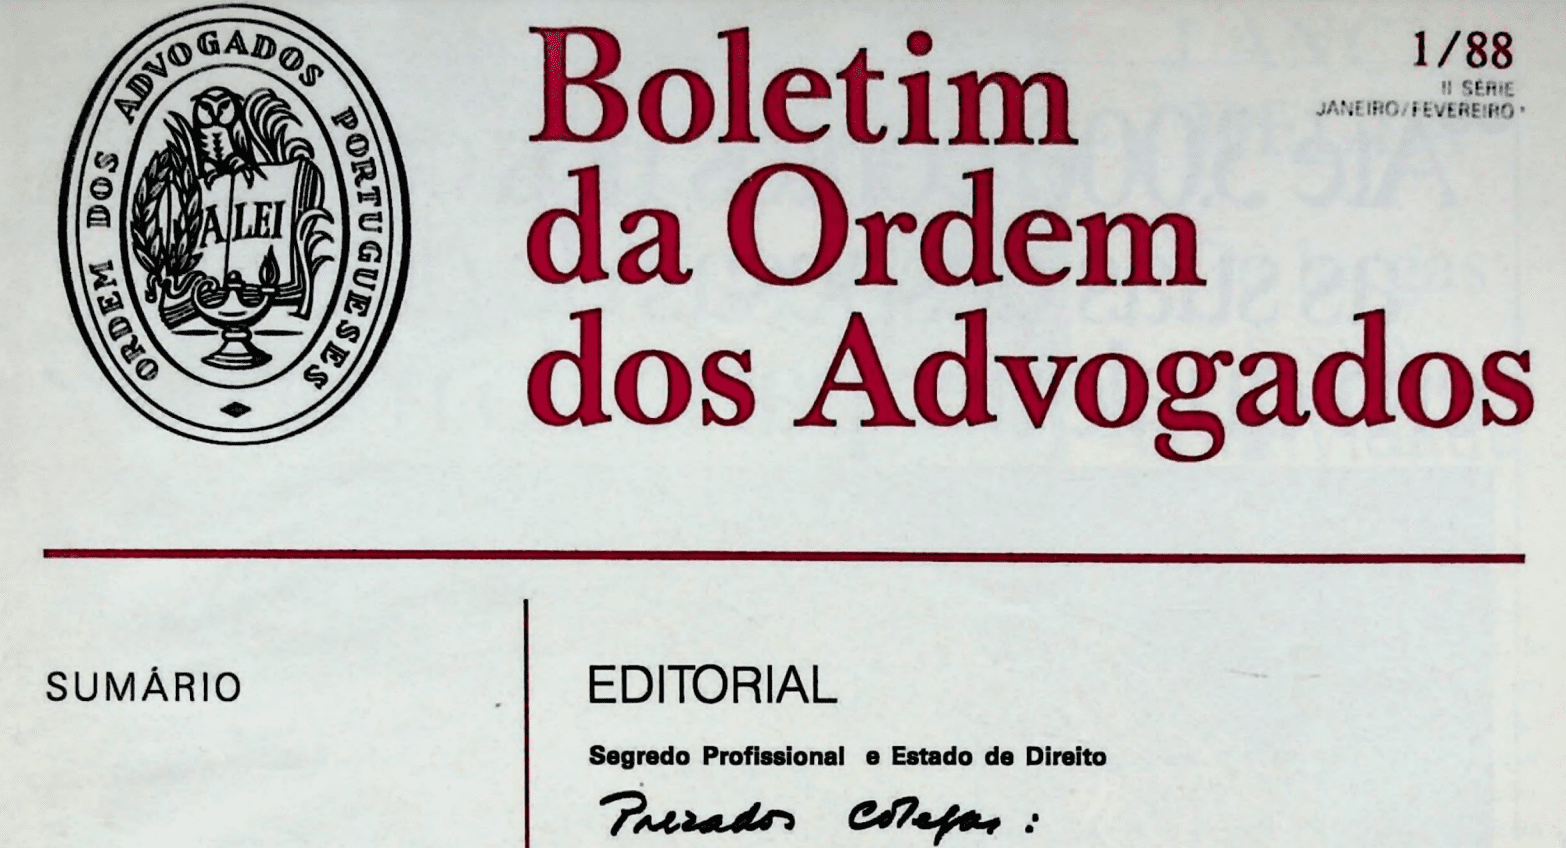 ORDEM DOS ADVOGADOS PORTUGUESES
A LEI
Boletim
da Ordem
dos Advogados
1/88
II SÉRIE
JANEIRO/FEVEREIRO
SUMÁRIO
EDITORIAL
Segredo Profissional e Estado de Direito
Prezados Colegas: